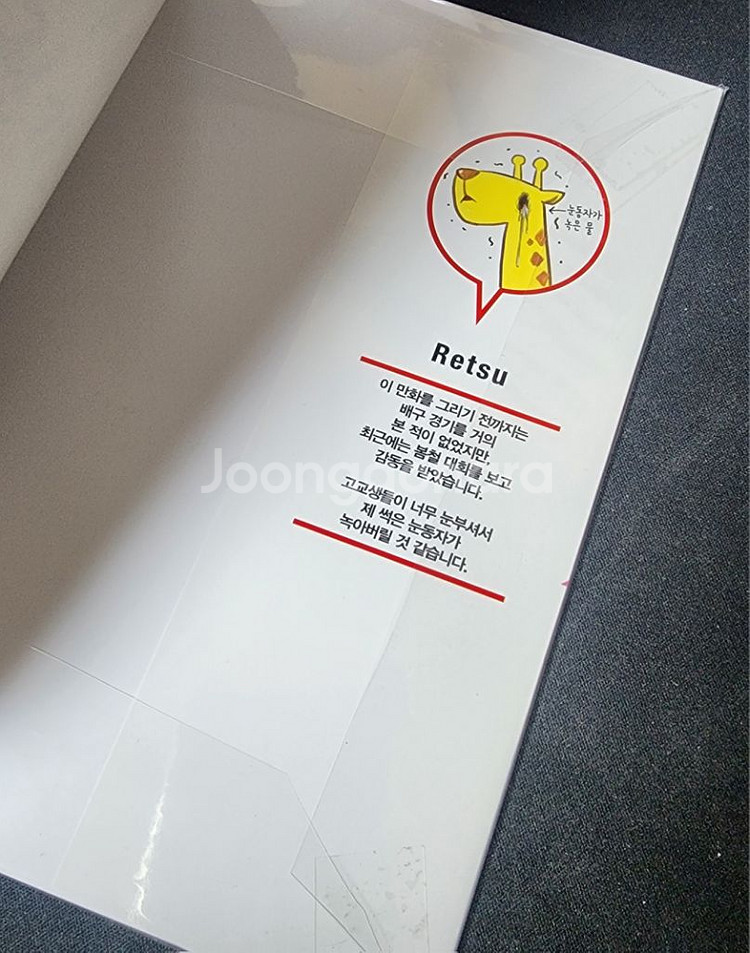 눈동자가
녹은 물
Retsu
이 만화를 그리기 전까지는
배구 경기를 거의
본 적이 없었지만,
최근에는 봄철 대회를 보고
감동을 받았습니다.
고교생들이 너무 눈부셔서
제 썩은 눈동자가
녹아버릴 것 같습니다.